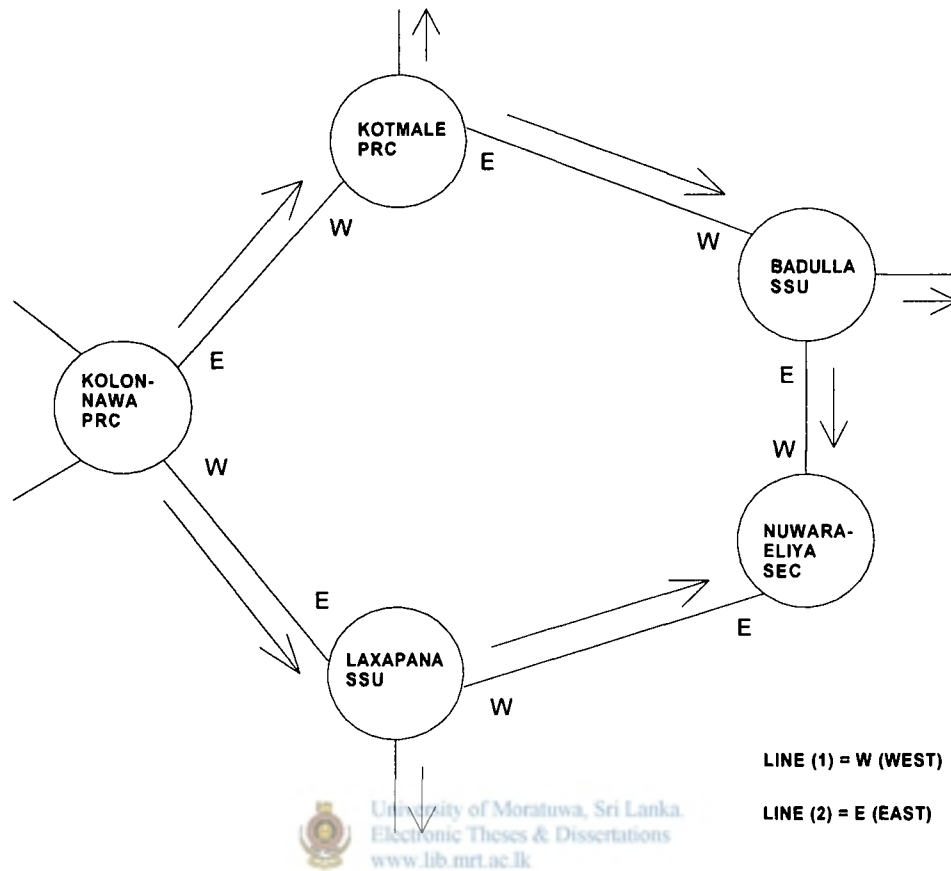 KOTMALE
PRC
E
W
W
BADULLA
SSU
E
KOLON-
NAWA
PRC
E
W
W
NUWARA-
ELIYA
SEC
E
E
LAXAPANA
SSU
W
LINE (1) = W (WEST)
LINE (2) = E (EAST)
University of Moratuwa, Sri Lanka.
Electronic Theses & Dissertations
www.lib.mrt.ac.lk